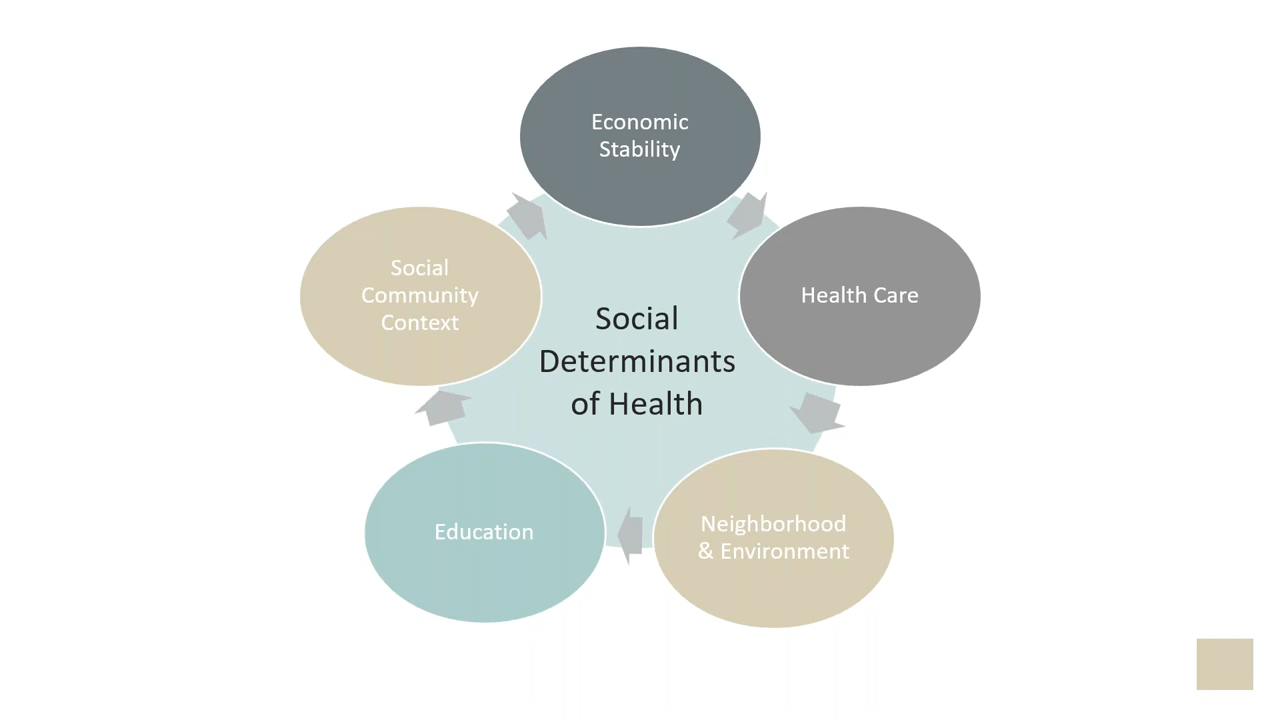 Economic
Stability
Health Care
Neighborhood
& Environment
Education
Social
Community
Context
Social
Determinants
of Health